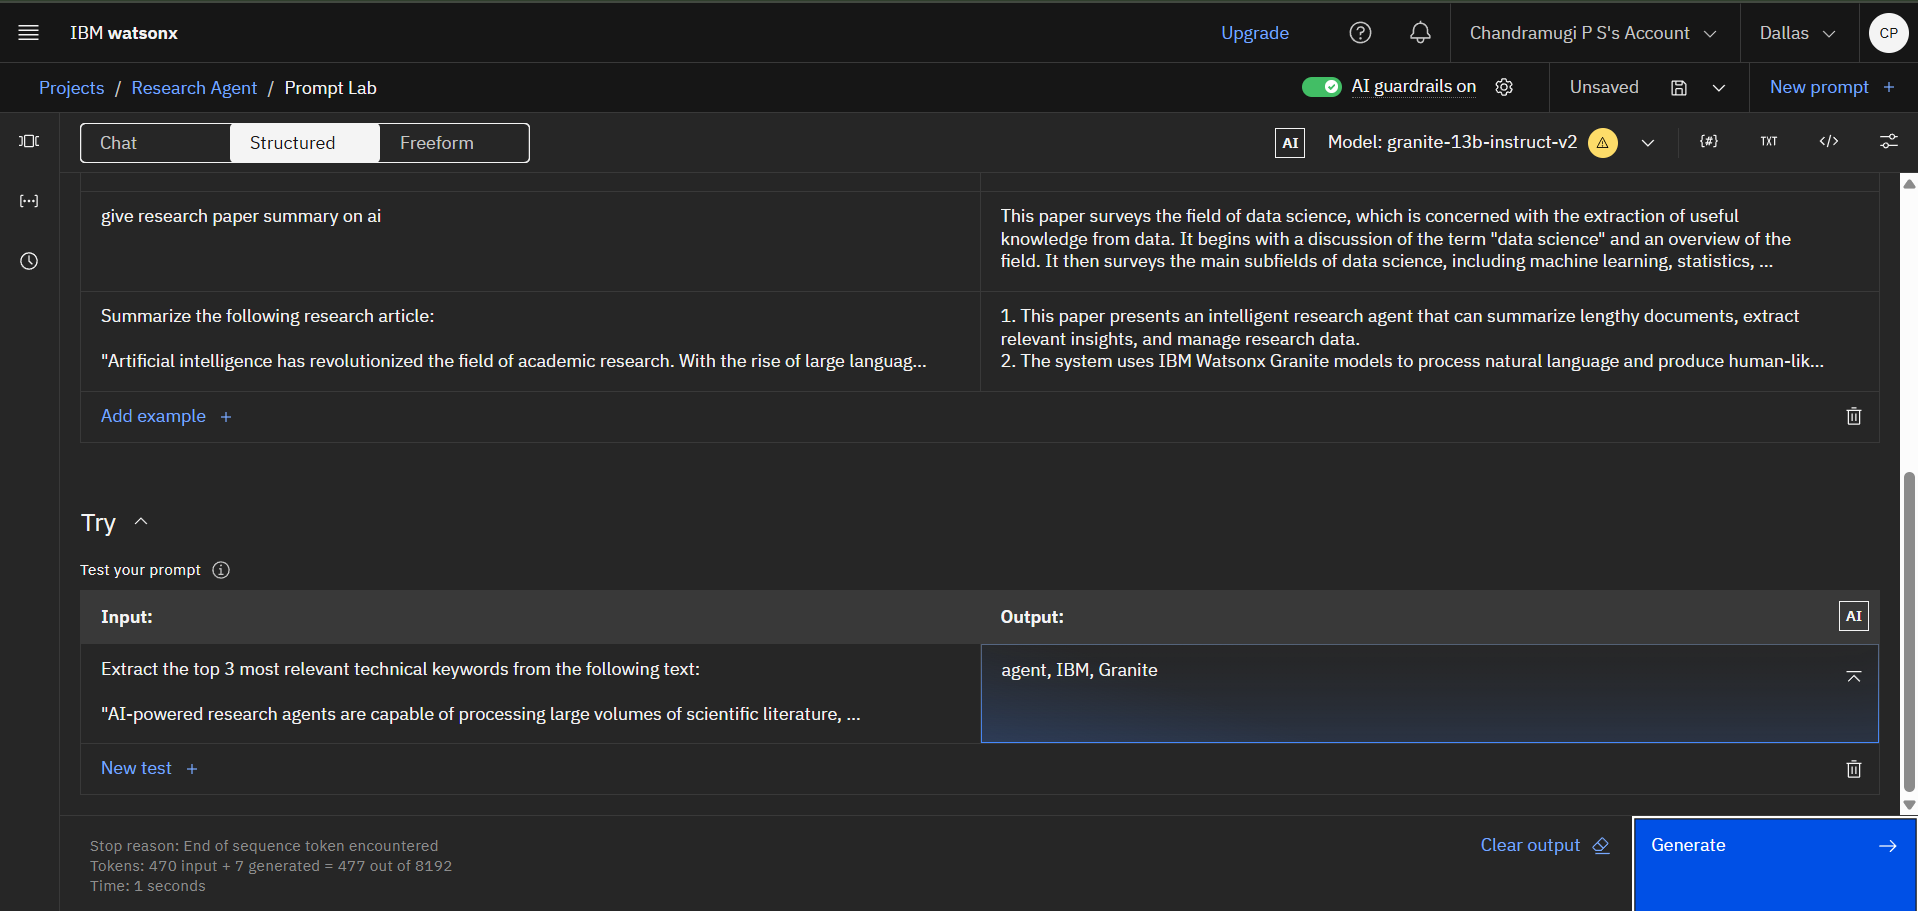 IBM watsonx
Upgrade
Chandramugi P S's Account
Dallas
CP
Projects / Research Agent / Prompt Lab
AI guardrails on
Unsaved
New prompt +
Chat
Structured
Freeform
AI
Model: granite-13b-instruct-v2
{#}
TXT
</>
give research paper summary on ai
This paper surveys the field of data science, which is concerned with the extraction of useful
knowledge from data. It begins with a discussion of the term "data science" and an overview of the
field. It then surveys the main subfields of data science, including machine learning, statistics, ...
Summarize the following research article:
"Artificial intelligence has revolutionized the field of academic research. With the rise of large languag...
1. This paper presents an intelligent research agent that can summarize lengthy documents, extract
relevant insights, and manage research data.
2. The system uses IBM Watsonx Granite models to process natural language and produce human-lik...
Add example +
Try
Test your prompt
Input:
Output:
AI
Extract the top 3 most relevant technical keywords from the following text:
"AI-powered research agents are capable of processing large volumes of scientific literature, ...
agent, IBM, Granite
New test +
Stop reason: End of sequence token encountered
Tokens: 470 input + 7 generated = 477 out of 8192
Time: 1 seconds
Clear output
Generate